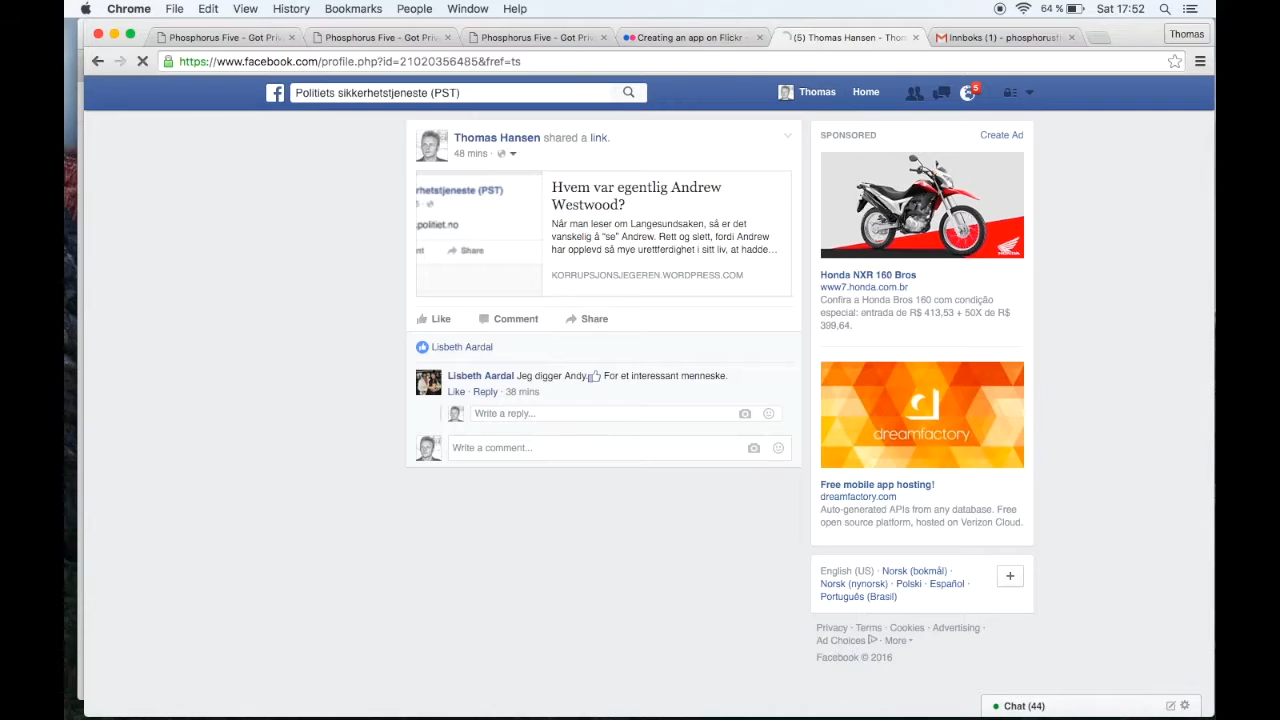 Chrome File Edit View History Bookmarks People Window Help 64 % Sat 17:52
Phosphorus Five - Got Priv Phosphorus Five - Got Priv Phosphorus Five - Got Priv Creating an app on Flickr (5) Thomas Hansen - Thom Innboks (1) - phosphorusfi Thomas
https://www.facebook.com/profile.php?id=21020356485&fref=ts
Politiets sikkerhetstjeneste (PST) Thomas Home 5
Thomas Hansen shared a link.
48 mins ·
rhetstjeneste (PST)
.politiet.no
nt Share
Hvem var egentlig Andrew
Westwood?
Når man leser om Langesundsaken, så er det
vanskelig å “se” Andrew. Rett og slett, fordi Andrew
har opplevd så mye urettferdighet i sitt liv, at hadde...
KORRUPSJONSJEGEREN.WORDPRESS.COM
Like Comment Share
Lisbeth Aardal
Lisbeth Aardal Jeg digger Andy. For et interessant menneske.
Like · Reply · 38 mins
Write a reply...
Write a comment...
SPONSORED Create Ad
HONDA
Honda NXR 160 Bros
www7.honda.com.br
Confira a Honda Bros 160 com condição
especial: entrada de R$ 413,53 + 50X de R$
399,64.
dreamfactory
Free mobile app hosting!
dreamfactory.com
Auto-generated APIs from any database. Free
open source platform, hosted on Verizon Cloud.
English (US) · Norsk (bokmål) ·
Norsk (nynorsk) · Polski · Español ·
Português (Brasil)
+
Privacy · Terms · Cookies · Advertising ·
Ad Choices · More
Facebook © 2016
Chat (44)